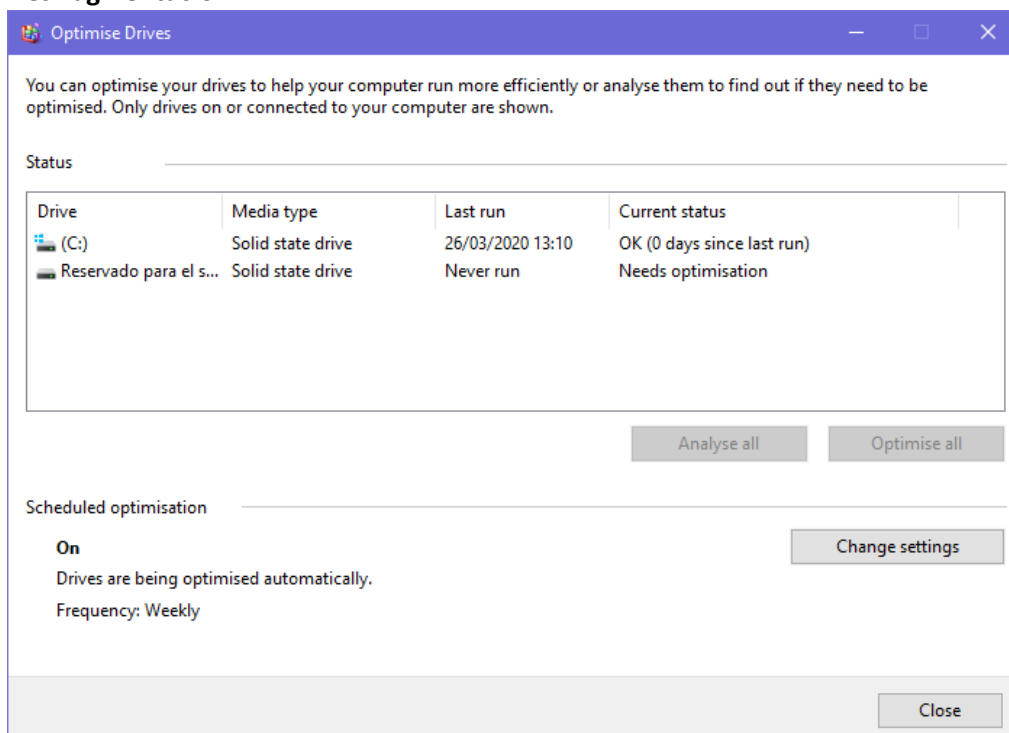 Optimise Drives
You can optimise your drives to help your computer run more efficiently or analyse them to find out if they need to be
optimised. Only drives on or connected to your computer are shown.
Status
Drive Media type Last run Current status
(C:) Solid state drive 26/03/2020 13:10 OK (0 days since last run)
Reservado para el s... Solid state drive Never run Needs optimisation
Analyse all Optimise all
Scheduled optimisation
On Change settings
Drives are being optimised automatically.
Frequency: Weekly
Close